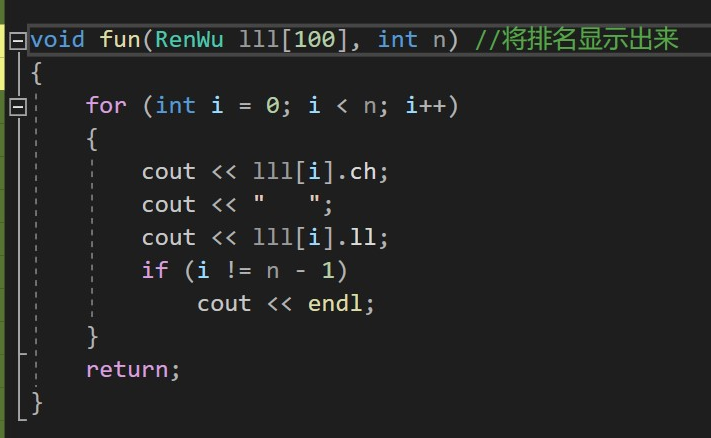 void fun(RenWu lll[100], int n) //将排名显示出来
{
    for (int i = 0; i < n; i++)
    {
        cout << lll[i].ch;
        cout << "   ";
        cout << lll[i].ll;
        if (i != n - 1)
            cout << endl;
    }
    return;
}